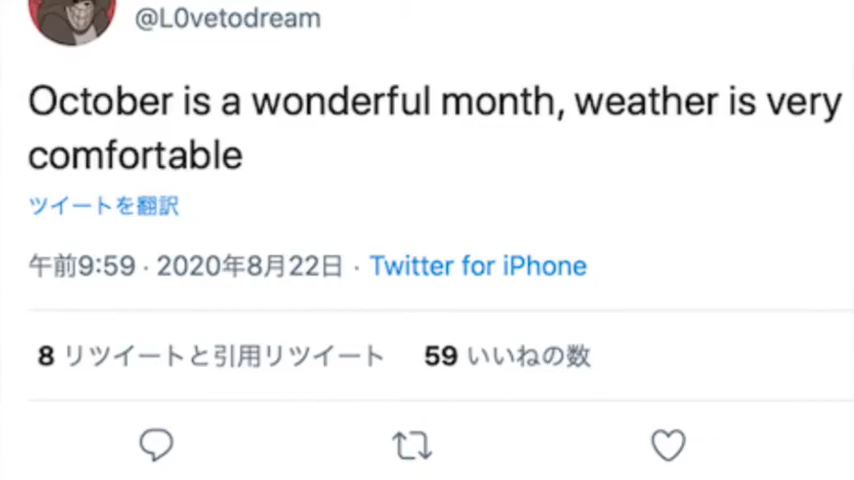 @L0vetodream
October is a wonderful month, weather is very
comfortable
ツイートを翻訳
午前9:59 · 2020年8月22日 · Twitter for iPhone
8 リツイートと引用リツイート 59 いいねの数